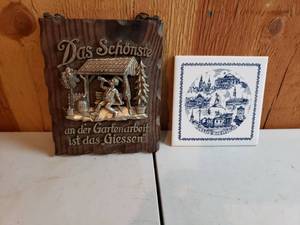 Das Schönste
an der Gartenarbeit
ist das Giessen